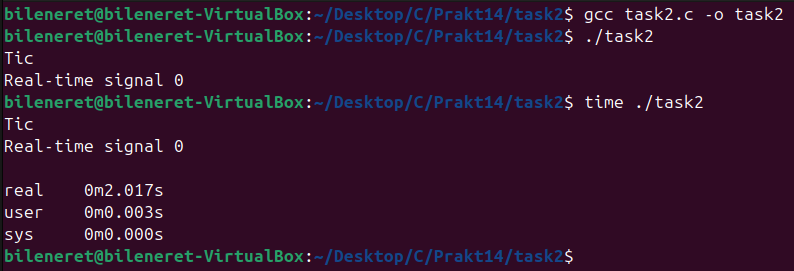 bileneret@bileneret-VirtualBox:~/Desktop/C/Prakt14/task2$ gcc task2.c -o task2
bileneret@bileneret-VirtualBox:~/Desktop/C/Prakt14/task2$ ./task2
Tic
Real-time signal 0
bileneret@bileneret-VirtualBox:~/Desktop/C/Prakt14/task2$ time ./task2
Tic
Real-time signal 0
real	0m2.017s
user	0m0.003s
sys	0m0.000s
bileneret@bileneret-VirtualBox:~/Desktop/C/Prakt14/task2$